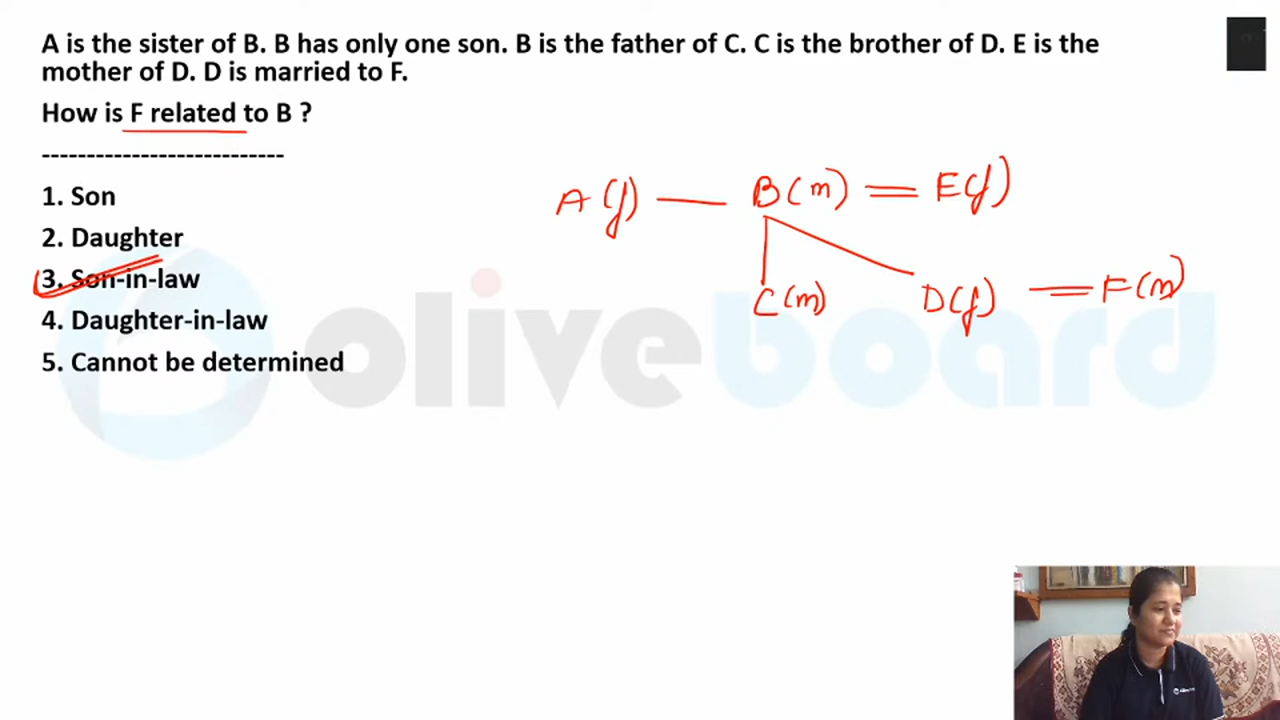 A is the sister of B. B has only one son. B is the father of C. C is the brother of D. E is the
mother of D. D is married to F.
How is F related to B ?
---------------------------
1. Son
2. Daughter
3. Son-in-law
4. Daughter-in-law
5. Cannot be determined
A (f) — B (m) = E(f)
C (m) D(f) = F(m)
oliveboard